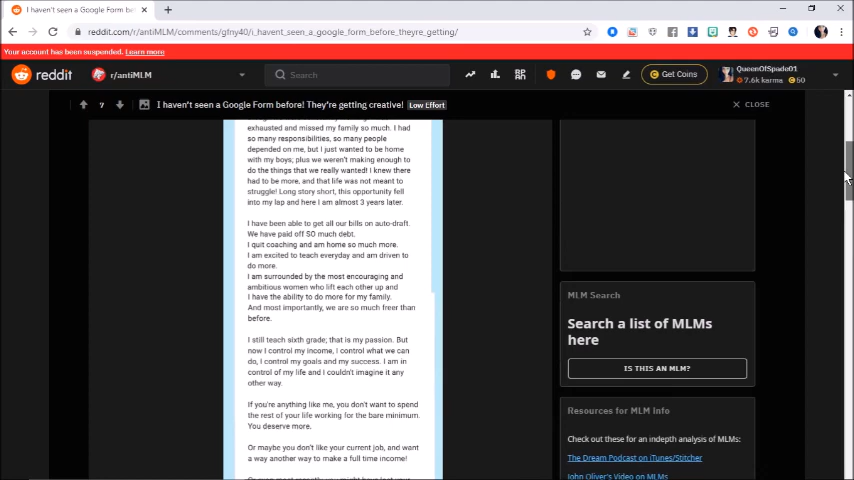 I haven't seen a Google Form bef
reddit.com/r/antiMLM/comments/gfny40/i_havent_seen_a_google_form_before_theyre_getting/
Your account has been suspended. Learn more
reddit
r/antiMLM
Search
Get Coins
QueenOfSpade01
7.6k karma
50
7
I haven't seen a Google Form before! They're getting creative!
Low Effort
CLOSE
exhausted and missed my family so much. I had
so many responsibilities, so many people
depended on me, but I just wanted to be home
with my boys; plus we weren't making enough to
do the things that we really wanted! I knew there
had to be more, and that life was not meant to
struggle! Long story short, this opportunity fell
into my lap and here I am almost 3 years later.
I have been able to get all our bills on auto-draft.
We have paid off SO much debt.
I quit coaching and am home so much more.
I am excited to teach everyday and am driven to
do more.
I am surrounded by the most encouraging and
ambitious women who lift each other up and
I have the ability to do more for my family.
And most importantly, we are so much freer than
before.
I still teach sixth grade; that is my passion. But
now I control my income, I control what we can
do, I control my goals and my success. I am in
control of my life and I couldn't imagine it any
other way.
If you're anything like me, you don't want to spend
the rest of your life working for the bare minimum.
You deserve more.
Or maybe you don't like your current job, and want
a way another way to make a full time income!
MLM Search
Search a list of MLMs
here
IS THIS AN MLM?
Resources for MLM Info
Check out these for an indepth analysis of MLMs:
The Dream Podcast on iTunes/Stitcher
John Oliver's Video on MLMs